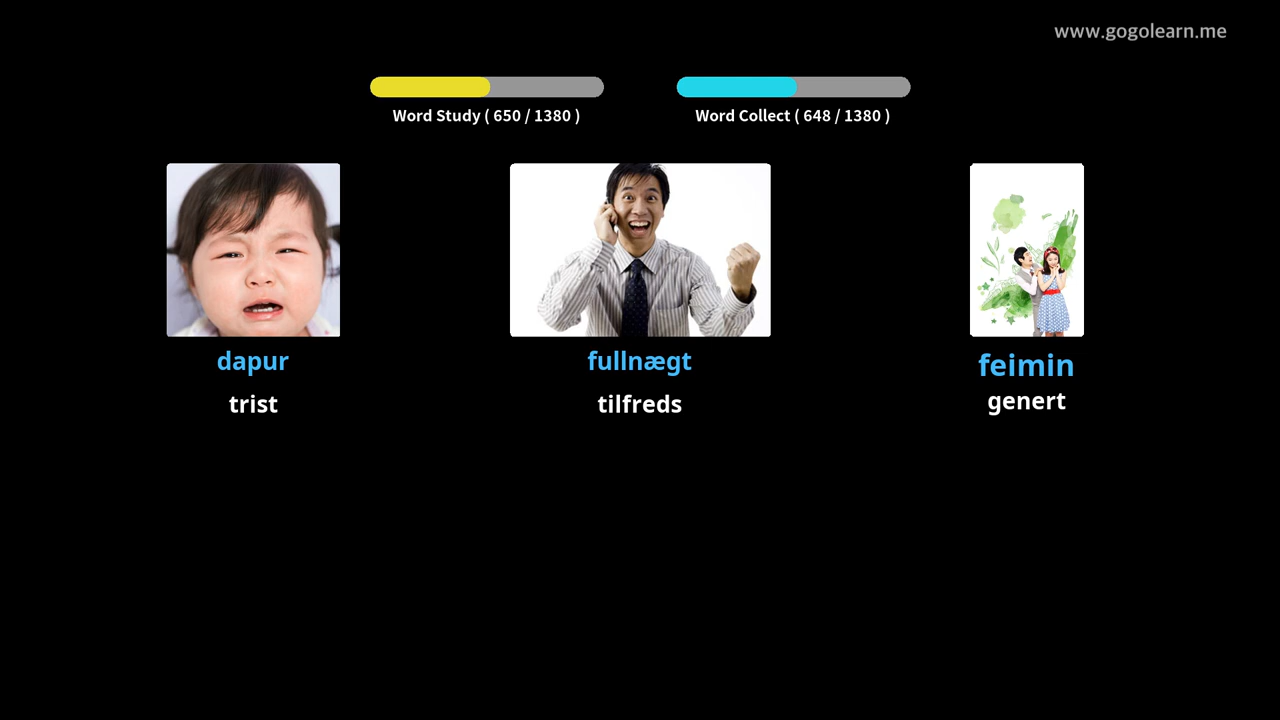 www.gogolearn.me
Word Study ( 650 / 1380 )
Word Collect ( 648 / 1380 )
dapur
fullnægt
feimin
trist
tilfreds
genert